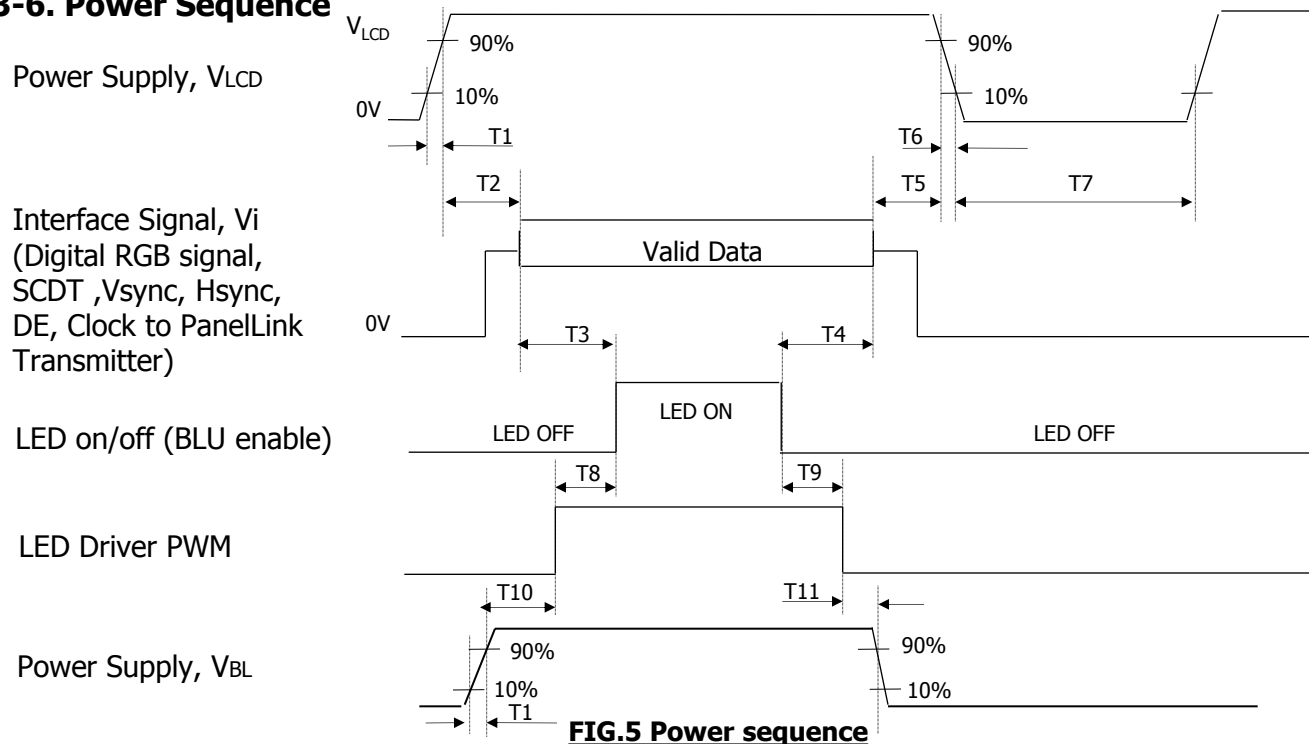 3-6. Power Sequence
VLCD
90%
90%
Power Supply, VLCD
10%
10%
0V
T1
T6
T2
T5
T7
Interface Signal, Vi
(Digital RGB signal,
SCDT ,Vsync, Hsync,
DE, Clock to PanelLink
Transmitter)
Valid Data
0V
T3
T4
LED ON
LED on/off (BLU enable)
LED OFF
LED OFF
T8
T9
LED Driver PWM
T10
T11
Power Supply, VBL
90%
90%
10%
10%
T1
FIG.5 Power sequence